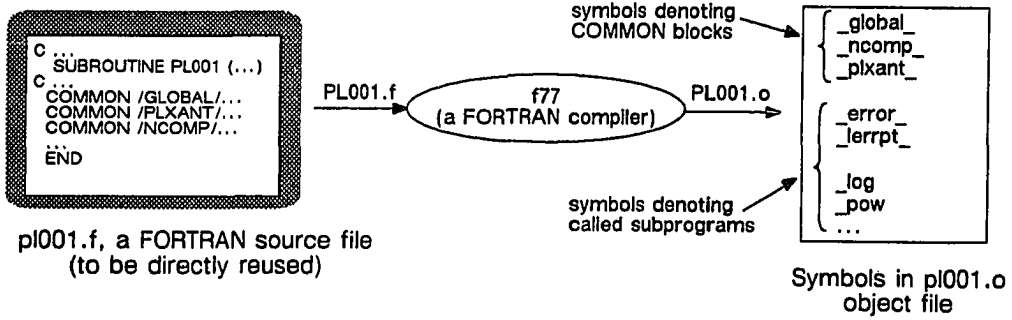 C ...
SUBROUTINE PL001 (...)
C ...
COMMON /GLOBAL/...
COMMON /PLXANT/...
COMMON /NCOMP/...
...
END
pl001.f, a FORTRAN source file
(to be directly reused)
PL001.f
f77
(a FORTRAN compiler)
PL001.o
symbols denoting
COMMON blocks
symbols denoting
called subprograms
_global_
_ncomp_
_plxant_
_error_
_lerrpt_
_log
_pow
...
Symbols in pl001.o
object file